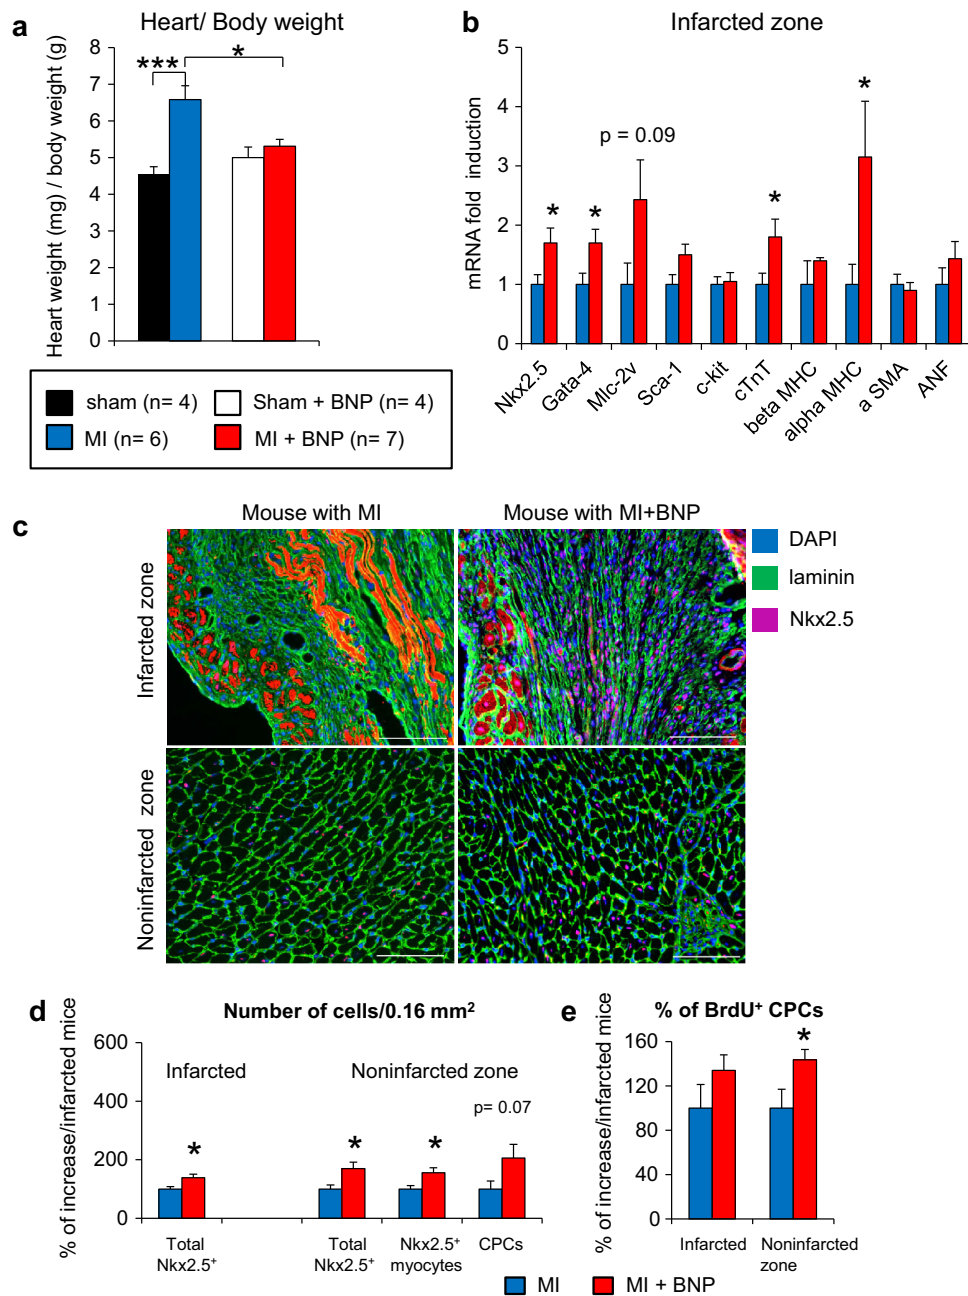 a
Heart/ Body weight
Heart weight (mg) / body weight (g)
8
7
6
5
4
3
2
1
0
***
*
sham (n= 4)
Sham + BNP (n= 4)
MI (n= 6)
MI + BNP (n= 7)
b
Infarcted zone
mRNA fold induction
5
4
3
2
1
0
*
*
p = 0.09
*
*
Nkx2.5
Gata-4
Mlc-2v
Sca-1
c-kit
cTnT
beta MHC
alpha MHC
a SMA
ANF
c
Mouse with MI
Mouse with MI+BNP
Infarcted zone
Noninfarcted zone
DAPI
laminin
Nkx2.5
d
Number of cells/0.16 mm²
% of increase/infarcted mice
600
400
200
0
Infarcted
Noninfarcted zone
p= 0.07
*
*
*
Total
Nkx2.5⁺
Total
Nkx2.5⁺
Nkx2.5⁺
myocytes
CPCs
e
% of BrdU⁺ CPCs
% of increase/infarcted mice
160
120
80
40
0
*
Infarcted
Noninfarcted
zone
MI
MI + BNP